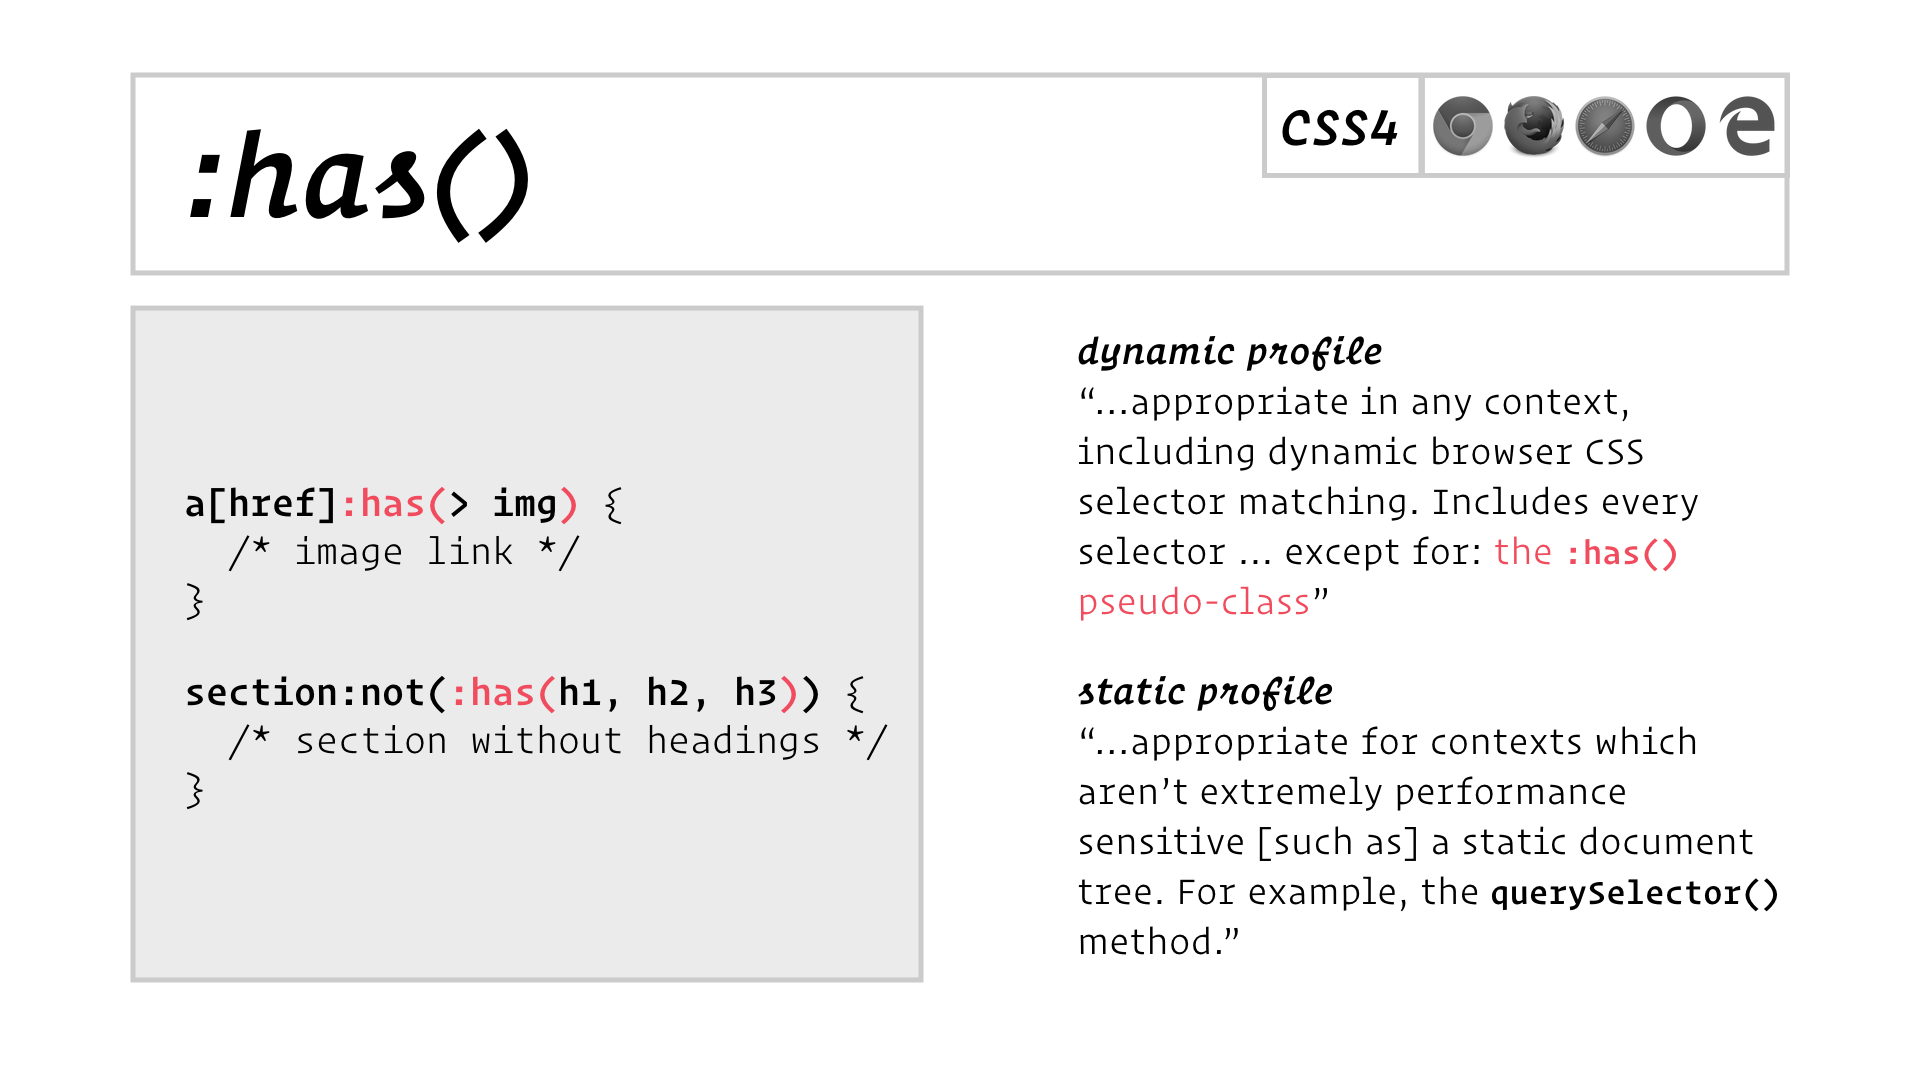 :has()
CSS4
a[href]:has(> img) {
  /* image link */
}
section:not(:has(h1, h2, h3)) {
  /* section without headings */
}
dynamic profile
“…appropriate in any context,
including dynamic browser CSS
selector matching. Includes every
selector … except for: the :has()
pseudo-class”
static profile
“…appropriate for contexts which
aren’t extremely performance
sensitive [such as] a static document
tree. For example, the querySelector()
method.”